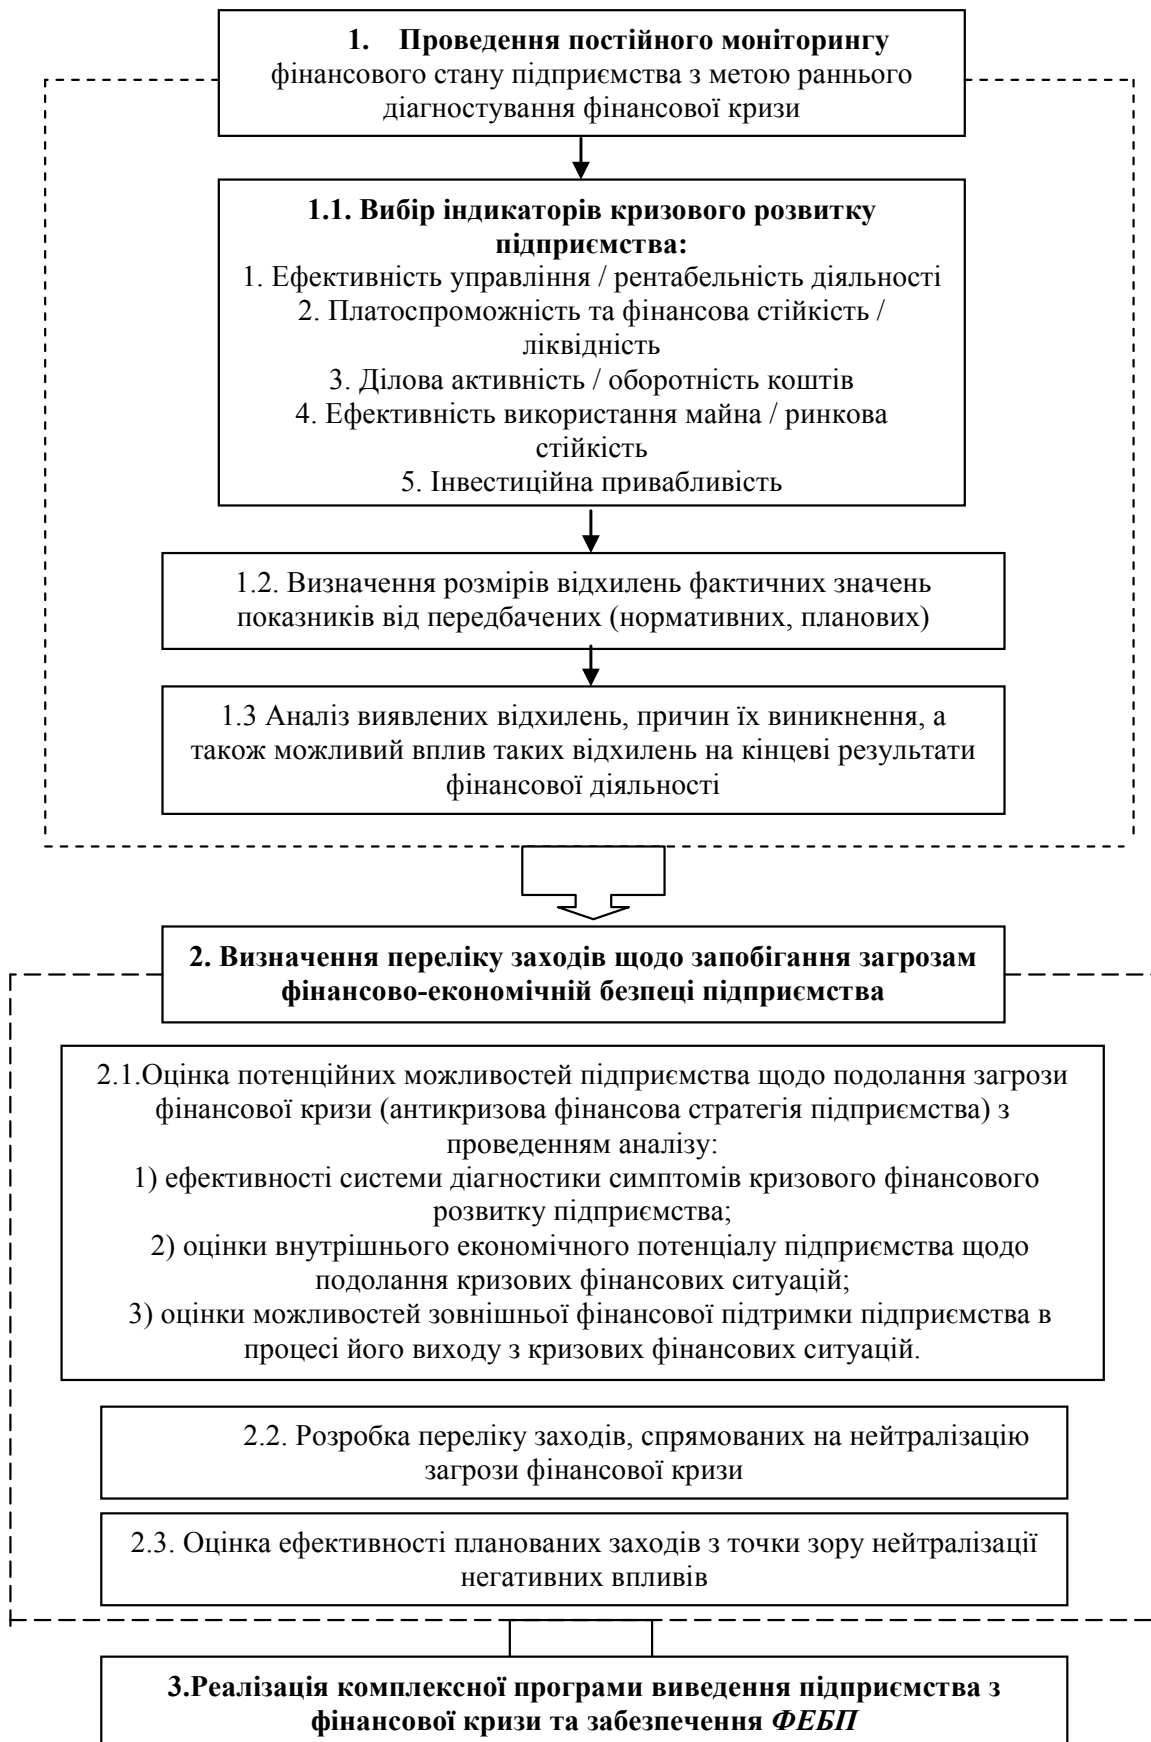 1. Проведення постійного моніторингу
фінансового стану підприємства з метою раннього
діагностування фінансової кризи
1.1. Вибір індикаторів кризового розвитку
підприємства:
1. Ефективність управління / рентабельність діяльності
2. Платоспроможність та фінансова стійкість /
ліквідність
3. Ділова активність / оборотність коштів
4. Ефективність використання майна / ринкова
стійкість
5. Інвестиційна привабливість
1.2. Визначення розмірів відхилень фактичних значень
показників від передбачених (нормативних, планових)
1.3 Аналіз виявлених відхилень, причин їх виникнення, а
також можливий вплив таких відхилень на кінцеві результати
фінансової діяльності
2. Визначення переліку заходів щодо запобігання загрозам
фінансово-економічній безпеці підприємства
2.1.Оцінка потенційних можливостей підприємства щодо подолання загрози
фінансової кризи (антикризова фінансова стратегія підприємства) з
проведенням аналізу:
1) ефективності системи діагностики симптомів кризового фінансового
розвитку підприємства;
2) оцінки внутрішнього економічного потенціалу підприємства щодо
подолання кризових фінансових ситуацій;
3) оцінки можливостей зовнішньої фінансової підтримки підприємства в
процесі його виходу з кризових фінансових ситуацій.
2.2. Розробка переліку заходів, спрямованих на нейтралізацію
загрози фінансової кризи
2.3. Оцінка ефективності планованих заходів з точки зору нейтралізації
негативних впливів
3.Реалізація комплексної програми виведення підприємства з
фінансової кризи та забезпечення ФЕБП